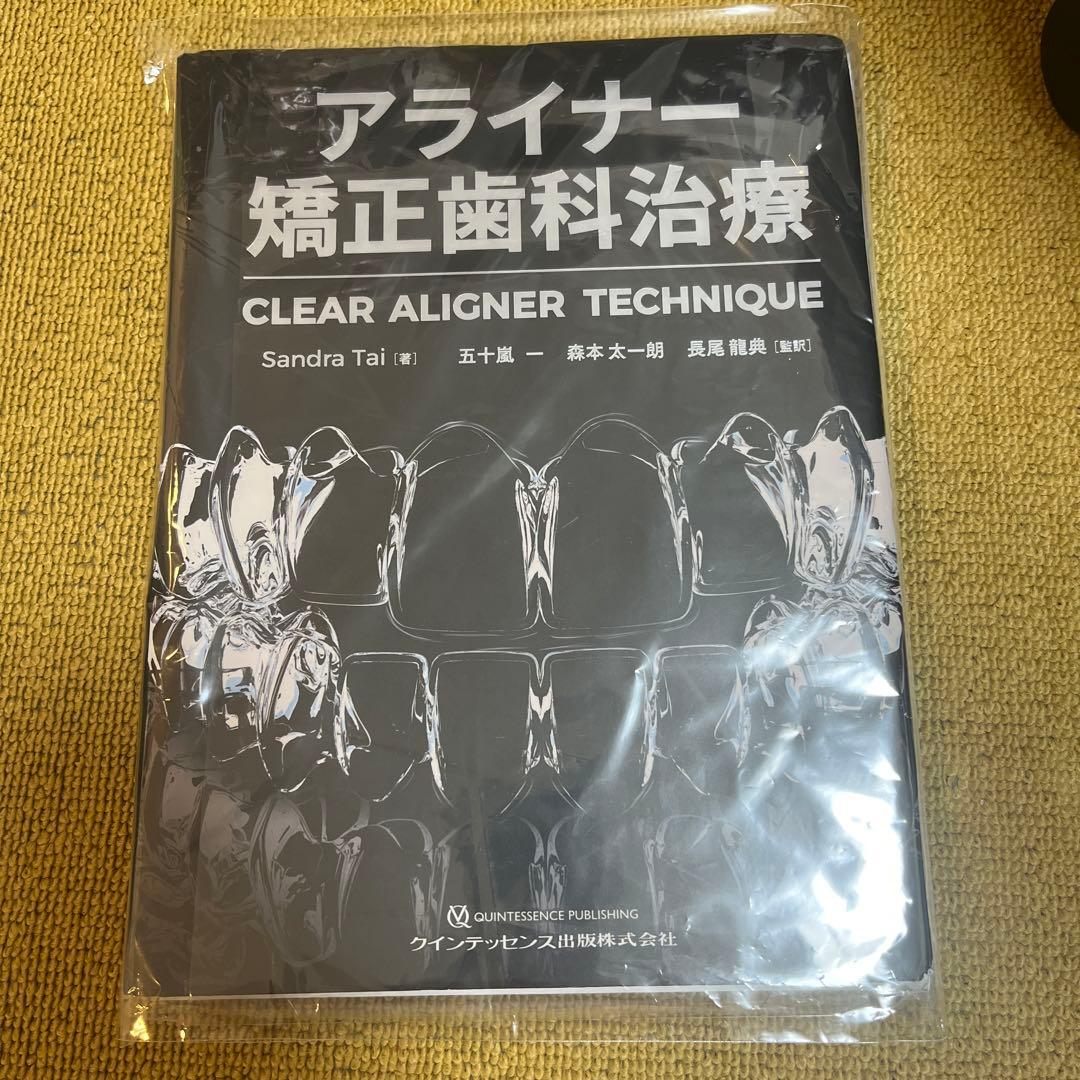 アライナー
矯正歯科治療
CLEAR ALIGNER TECHNIQUE
Sandra Tai [著] 五十嵐 一 森本 太一朗 長尾 龍典 [監訳]
QUINTESSENCE PUBLISHING
クインテッセンス出版株式会社